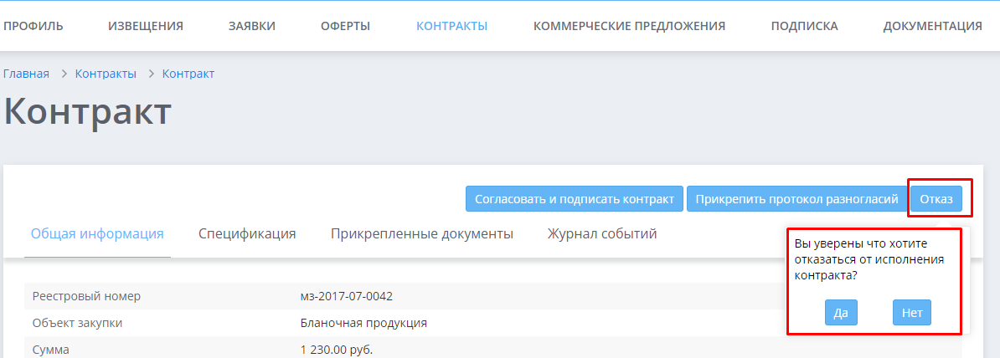 ПРОФИЛЬ ИЗВЕЩЕНИЯ ЗАЯВКИ ОФЕРТЫ КОНТРАКТЫ КОММЕРЧЕСКИЕ ПРЕДЛОЖЕНИЯ ПОДПИСКА ДОКУМЕНТАЦИЯ
Главная > Контракты > Контракт
Контракт
Согласовать и подписать контракт Прикрепить протокол разногласий Отказ
Общая информация Спецификация Прикрепленные документы Журнал событий
Вы уверены что хотите
отказаться от исполнения
контракта?
Да Нет
Реестровый номер мз-2017-07-0042
Объект закупки Бланочная продукция
Сумма 1 230.00 руб.